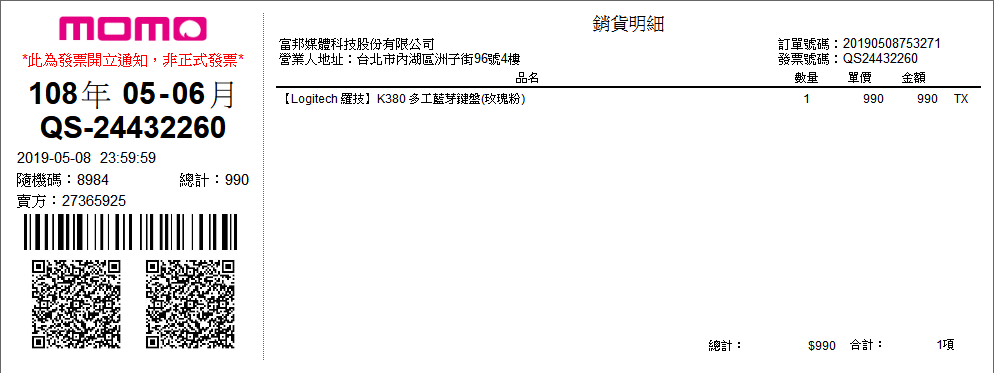 momo
*此為發票開立通知，非正式發票*
108年 05-06月
QS-24432260
2019-05-08 23:59:59
隨機碼：8984 總計：990
賣方：27365925
銷貨明細
富邦媒體科技股份有限公司 訂單號碼：20190508753271
營業人地址：台北市內湖區洲子街96號4樓 發票號碼：QS24432260
品名 數量 單價 金額
【Logitech 羅技】K380 多工藍芽鍵盤(玫瑰粉) 1 990 990 TX
總計： $990 合計： 1項